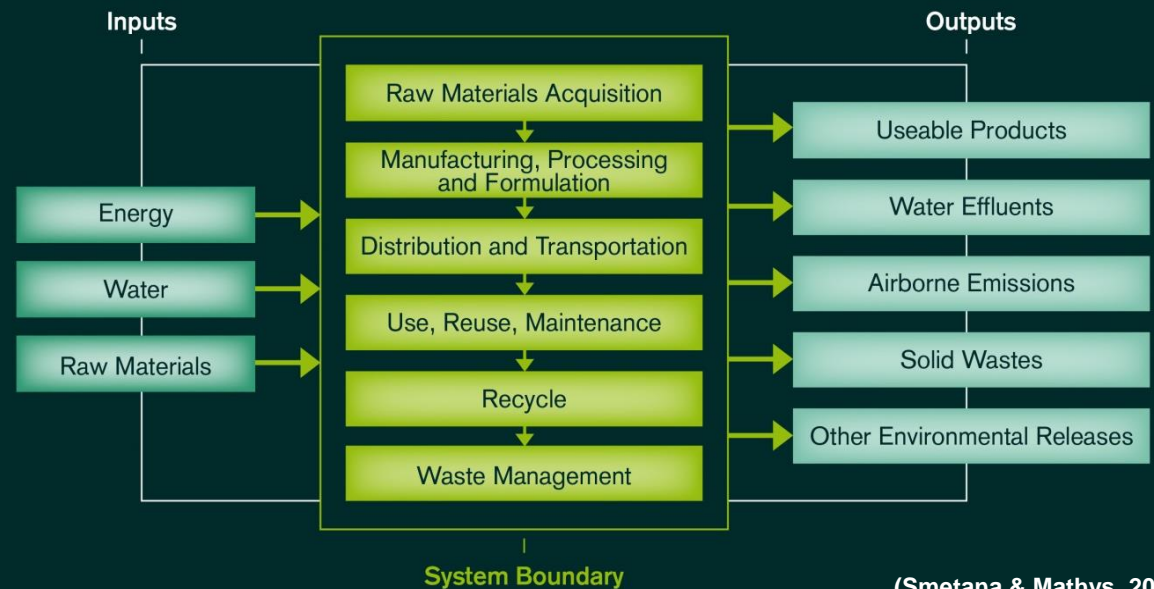 Inputs
Outputs
Energy
Water
Raw Materials
Raw Materials Acquisition
Manufacturing, Processing
and Formulation
Distribution and Transportation
Use, Reuse, Maintenance
Recycle
Waste Management
System Boundary
Useable Products
Water Effluents
Airborne Emissions
Solid Wastes
Other Environmental Releases
(Smetana & Mathys, 20